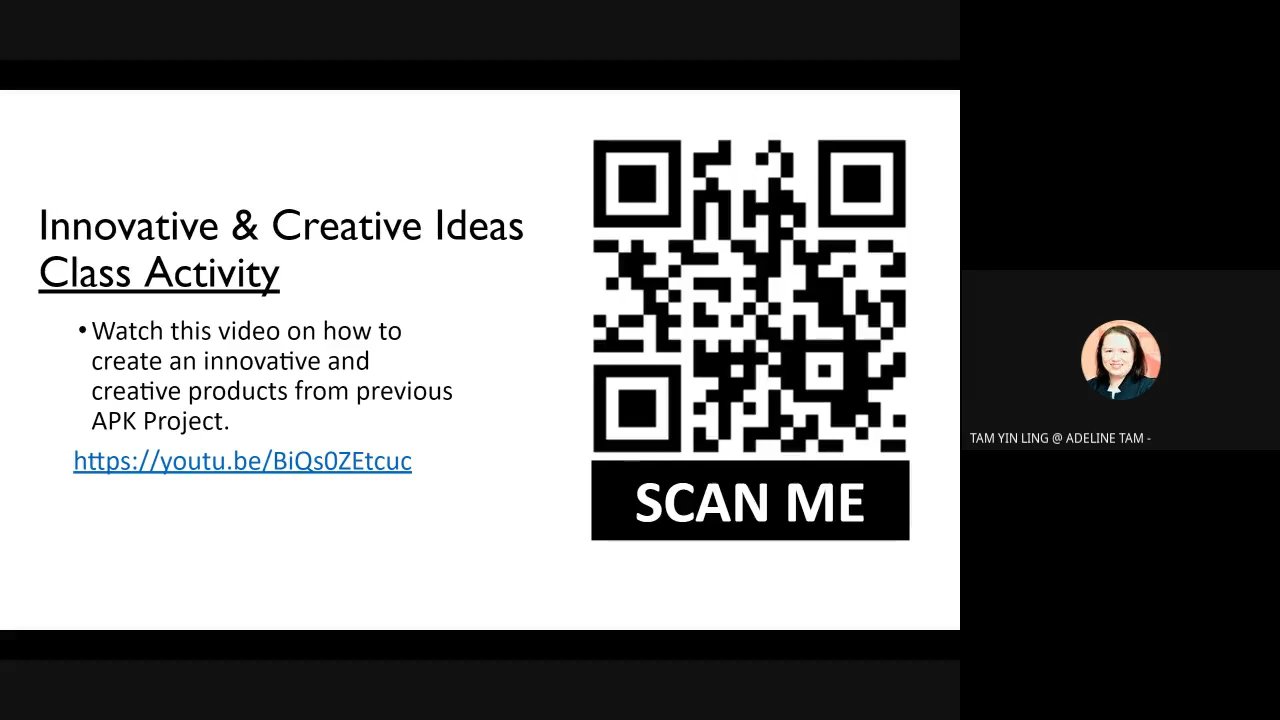 Innovative & Creative Ideas
Class Activity
•Watch this video on how to
create an innovative and
creative products from previous
APK Project.
https://youtu.be/BiQs0ZEtcuc
SCAN ME
TAM YIN LING @ ADELINE TAM -